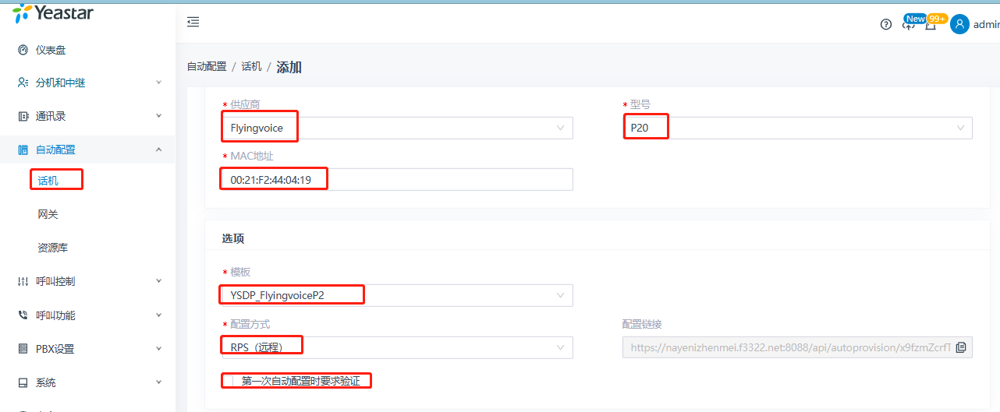 Yeastar
New 99+
admin
仪表盘
分机和中继
通讯录
自动配置
话机
网关
资源库
呼叫控制
呼叫功能
PBX设置
系统
自动配置 / 话机 / 添加
* 供应商
Flyingvoice
* 型号
P20
* MAC地址
00:21:F2:44:04:19
选项
* 模板
YSDP_FlyingvoiceP2
* 配置方式
RPS（远程）
配置链接
https://nayenizhenmei.f3322.net:8088/api/autoprovision/x9fzmZcrfT
第一次自动配置时要求验证